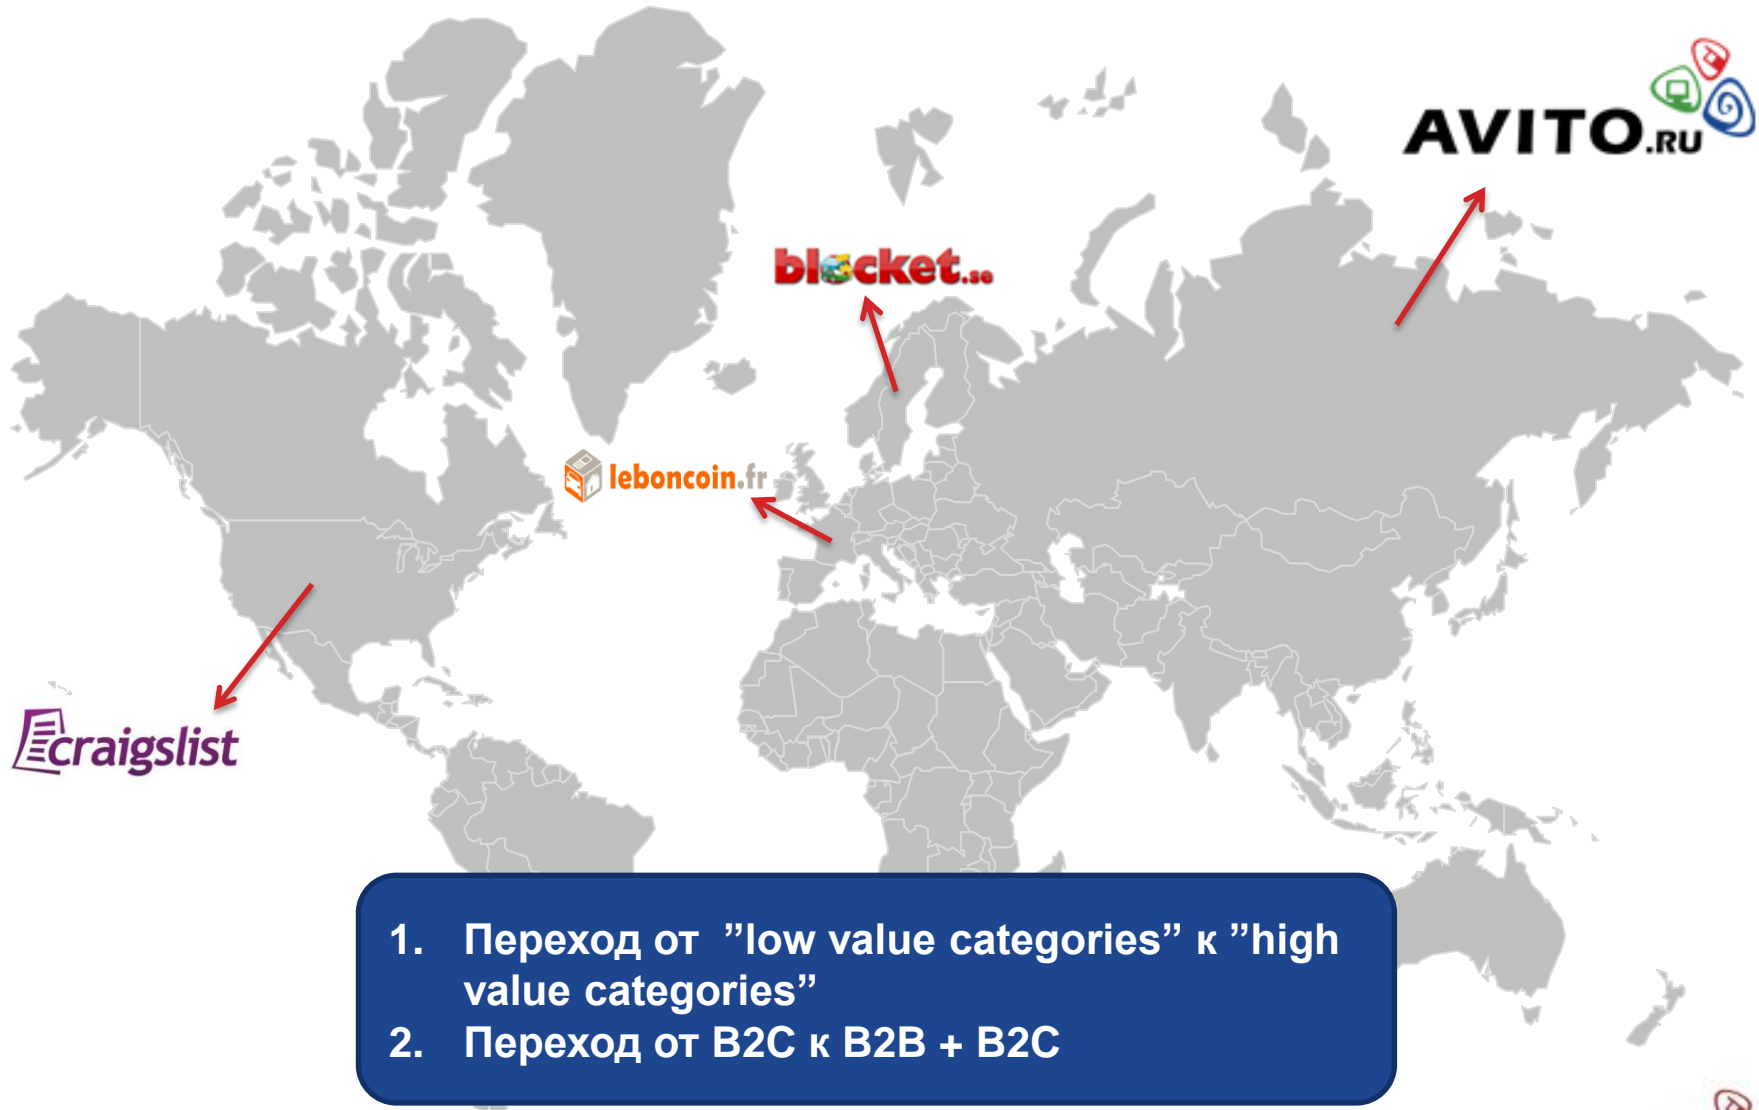 AVITO.RU
blocket.se
leboncoin.fr
craigslist
1. Переход от ”low value categories” к ”high
value categories”
2. Переход от B2C к B2B + B2C